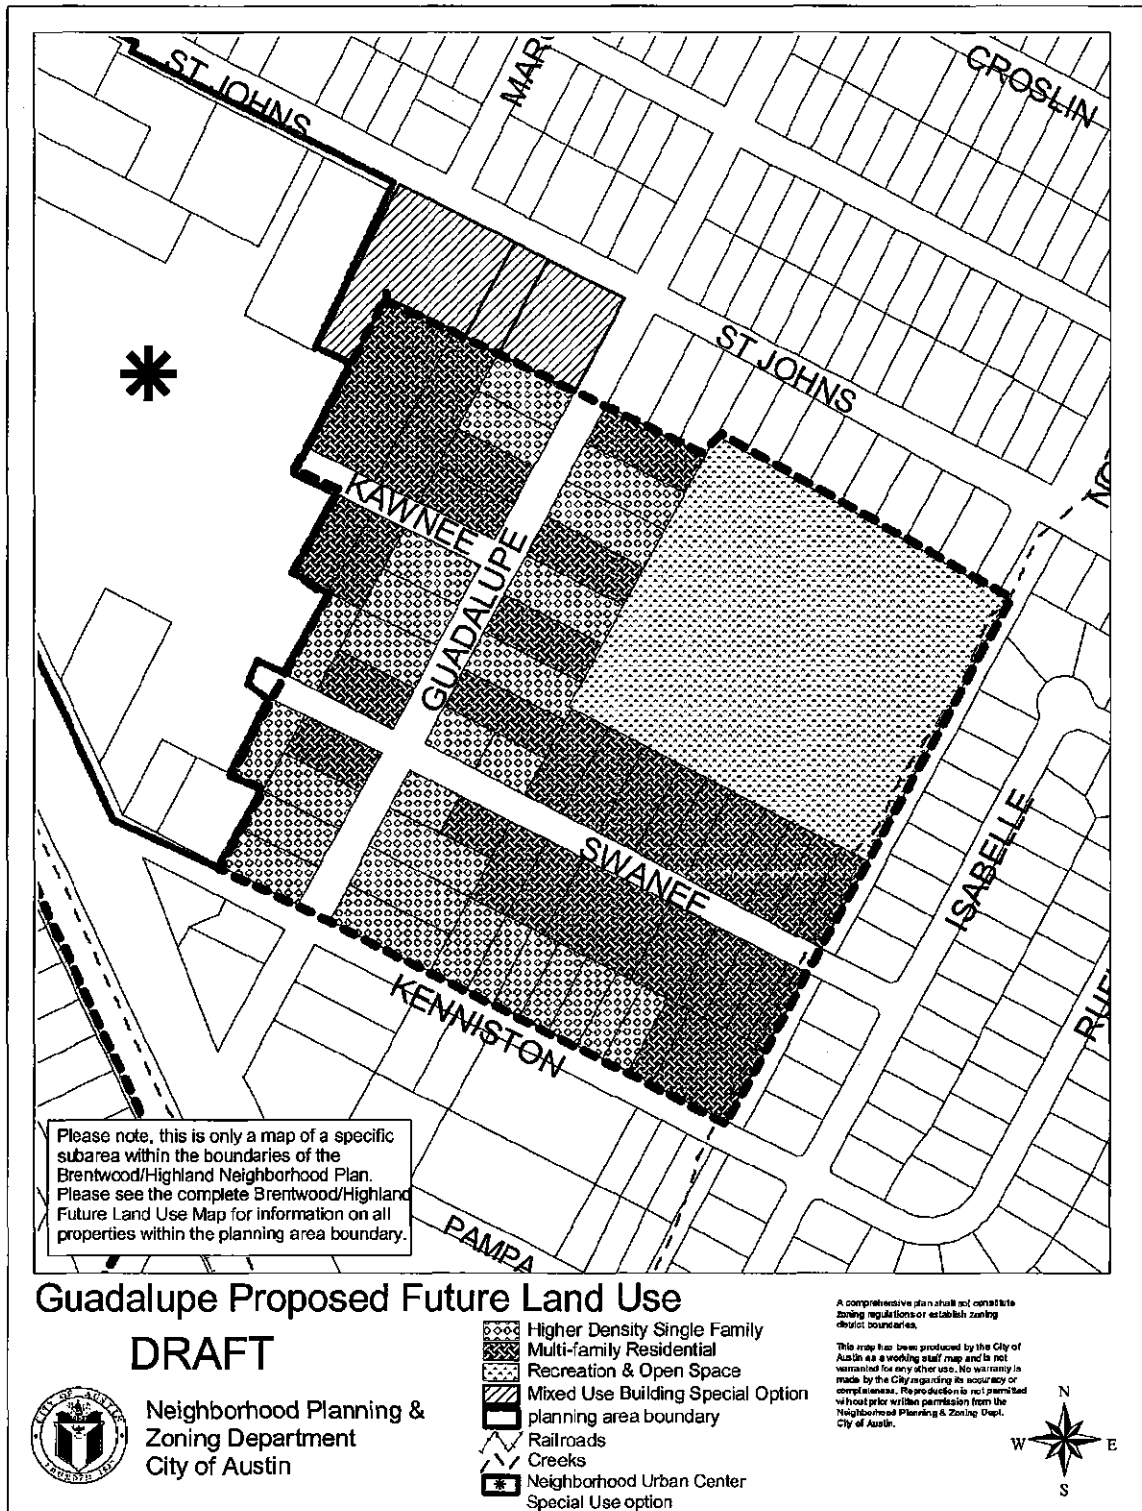 ST JOHNS
CROSLIN
ST JOHNS
KAWNEE
GUADALUPE
SWANEE
ISABELLE
KENNISTON
PAMPA
Please note, this is only a map of a specific
subarea within the boundaries of the
Brentwood/Highland Neighborhood Plan.
Please see the complete Brentwood/Highland
Future Land Use Map for information on all
properties within the planning area boundary.
Guadalupe Proposed Future Land Use
DRAFT
Neighborhood Planning &
Zoning Department
City of Austin
CITY OF AUSTIN
Higher Density Single Family
Multi-family Residential
Recreation & Open Space
Mixed Use Building Special Option
planning area boundary
Railroads
Creeks
Neighborhood Urban Center
Special Use option
A comprehensive plan shall not constitute
zoning regulations or establish zoning
district boundaries.
This map has been produced by the City of
Austin as a working staff map and is not
warranted for any other use. No warranty is
made by the City regarding its accuracy or
completeness. Reproduction is not permitted
without prior written permission from the
Neighborhood Planning & Zoning Dept.
City of Austin.
N
W
E
S